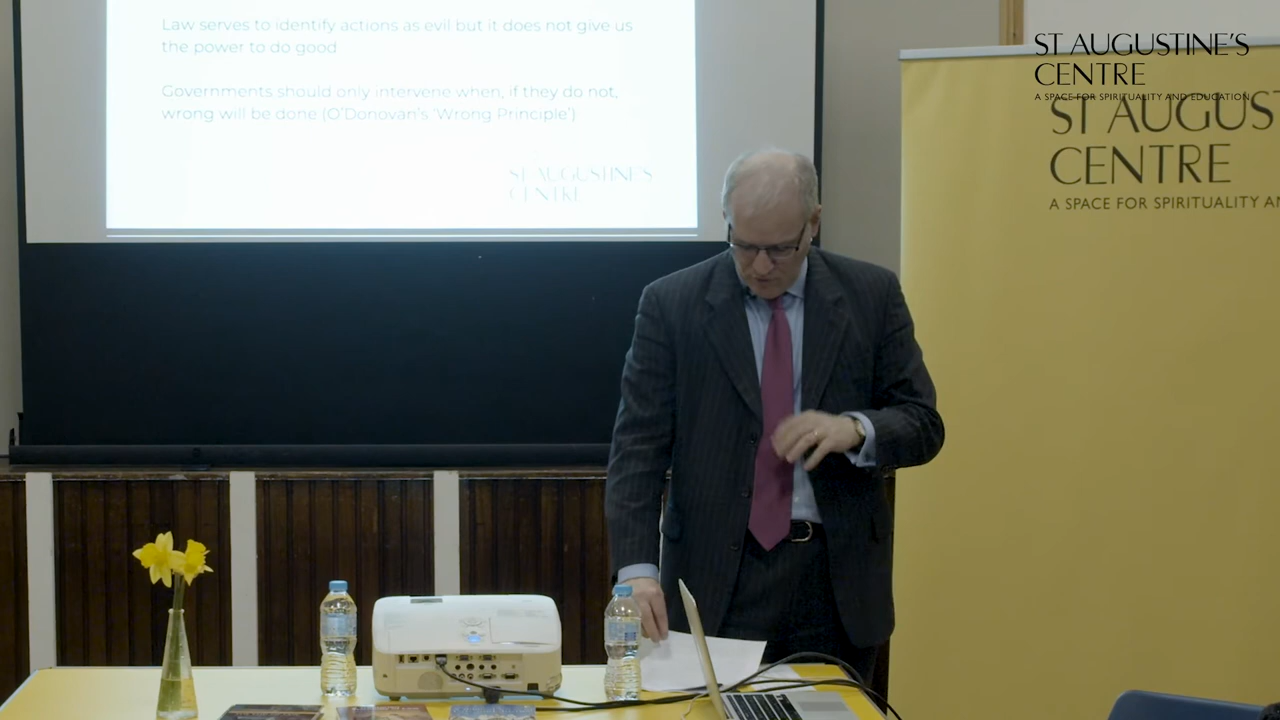 Law serves to identify actions as evil but it does not give us
the power to do good
Governments should only intervene when, if they do not,
wrong will be done (O'Donovan's 'Wrong Principle')
ST AUGUSTINE'S
CENTRE
ST AUGUSTINE'S
CENTRE
A SPACE FOR SPIRITUALITY AND EDUCATION
ST AUGUST
CENTRE
A SPACE FOR SPIRITUALITY AN